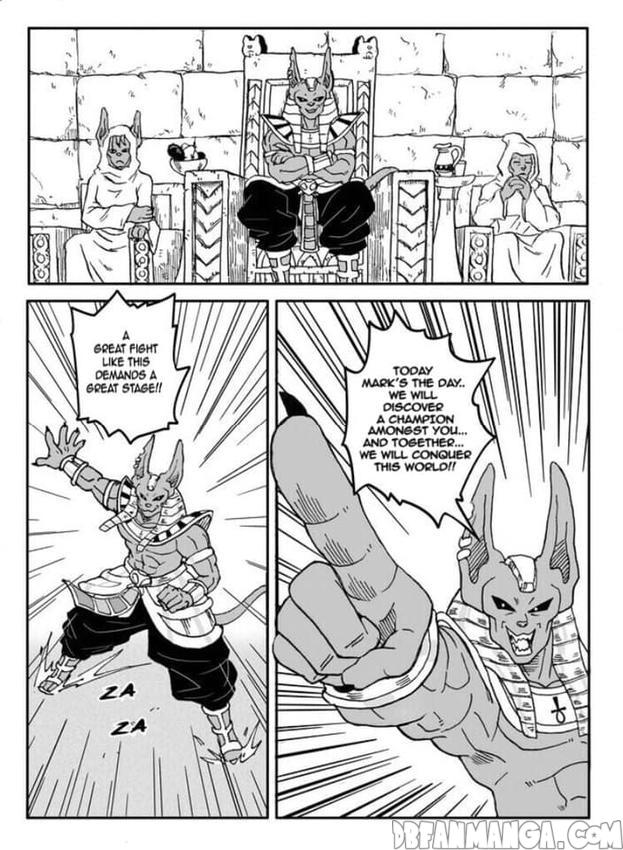 A
GREAT FIGHT
LIKE THIS
DEMANDS A
GREAT STAGE!!
ZA
ZA
TODAY
MARK'S THE DAY..
WE WILL
DISCOVER
A CHAMPION
AMONGST YOU...
AND TOGETHER...
WE WILL CONQUER
THIS WORLD!!
DBFANMANGA.COM